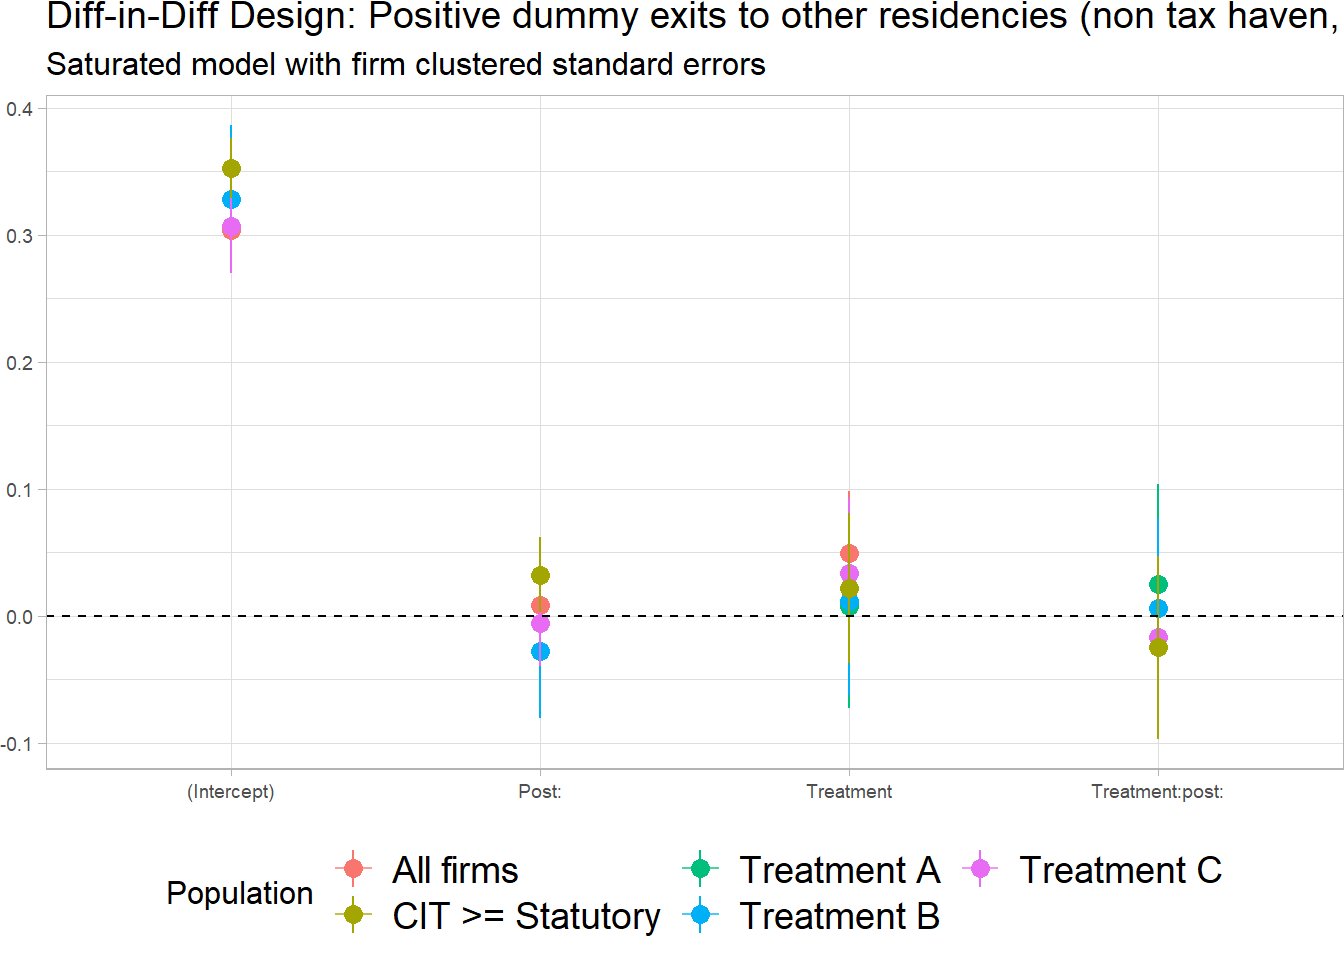 Diff-in-Diff Design: Positive dummy exits to other residencies (non tax haven,
Saturated model with firm clustered standard errors
0.4
0.3
0.2
0.1
0.0
-0.1
(Intercept) Post: Treatment Treatment:post:
Population
All firms Treatment A Treatment C
CIT >= Statutory Treatment B